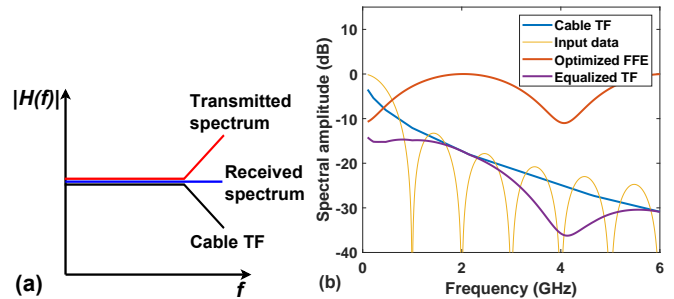 |H(f)|
Transmitted
spectrum
Received
spectrum
Cable TF
f
(a)
Spectral amplitude (dB)
10
0
-10
-20
-30
-40
0
2
4
6
Frequency (GHz)
Cable TF
Input data
Optimized FFE
Equalized TF
(b)